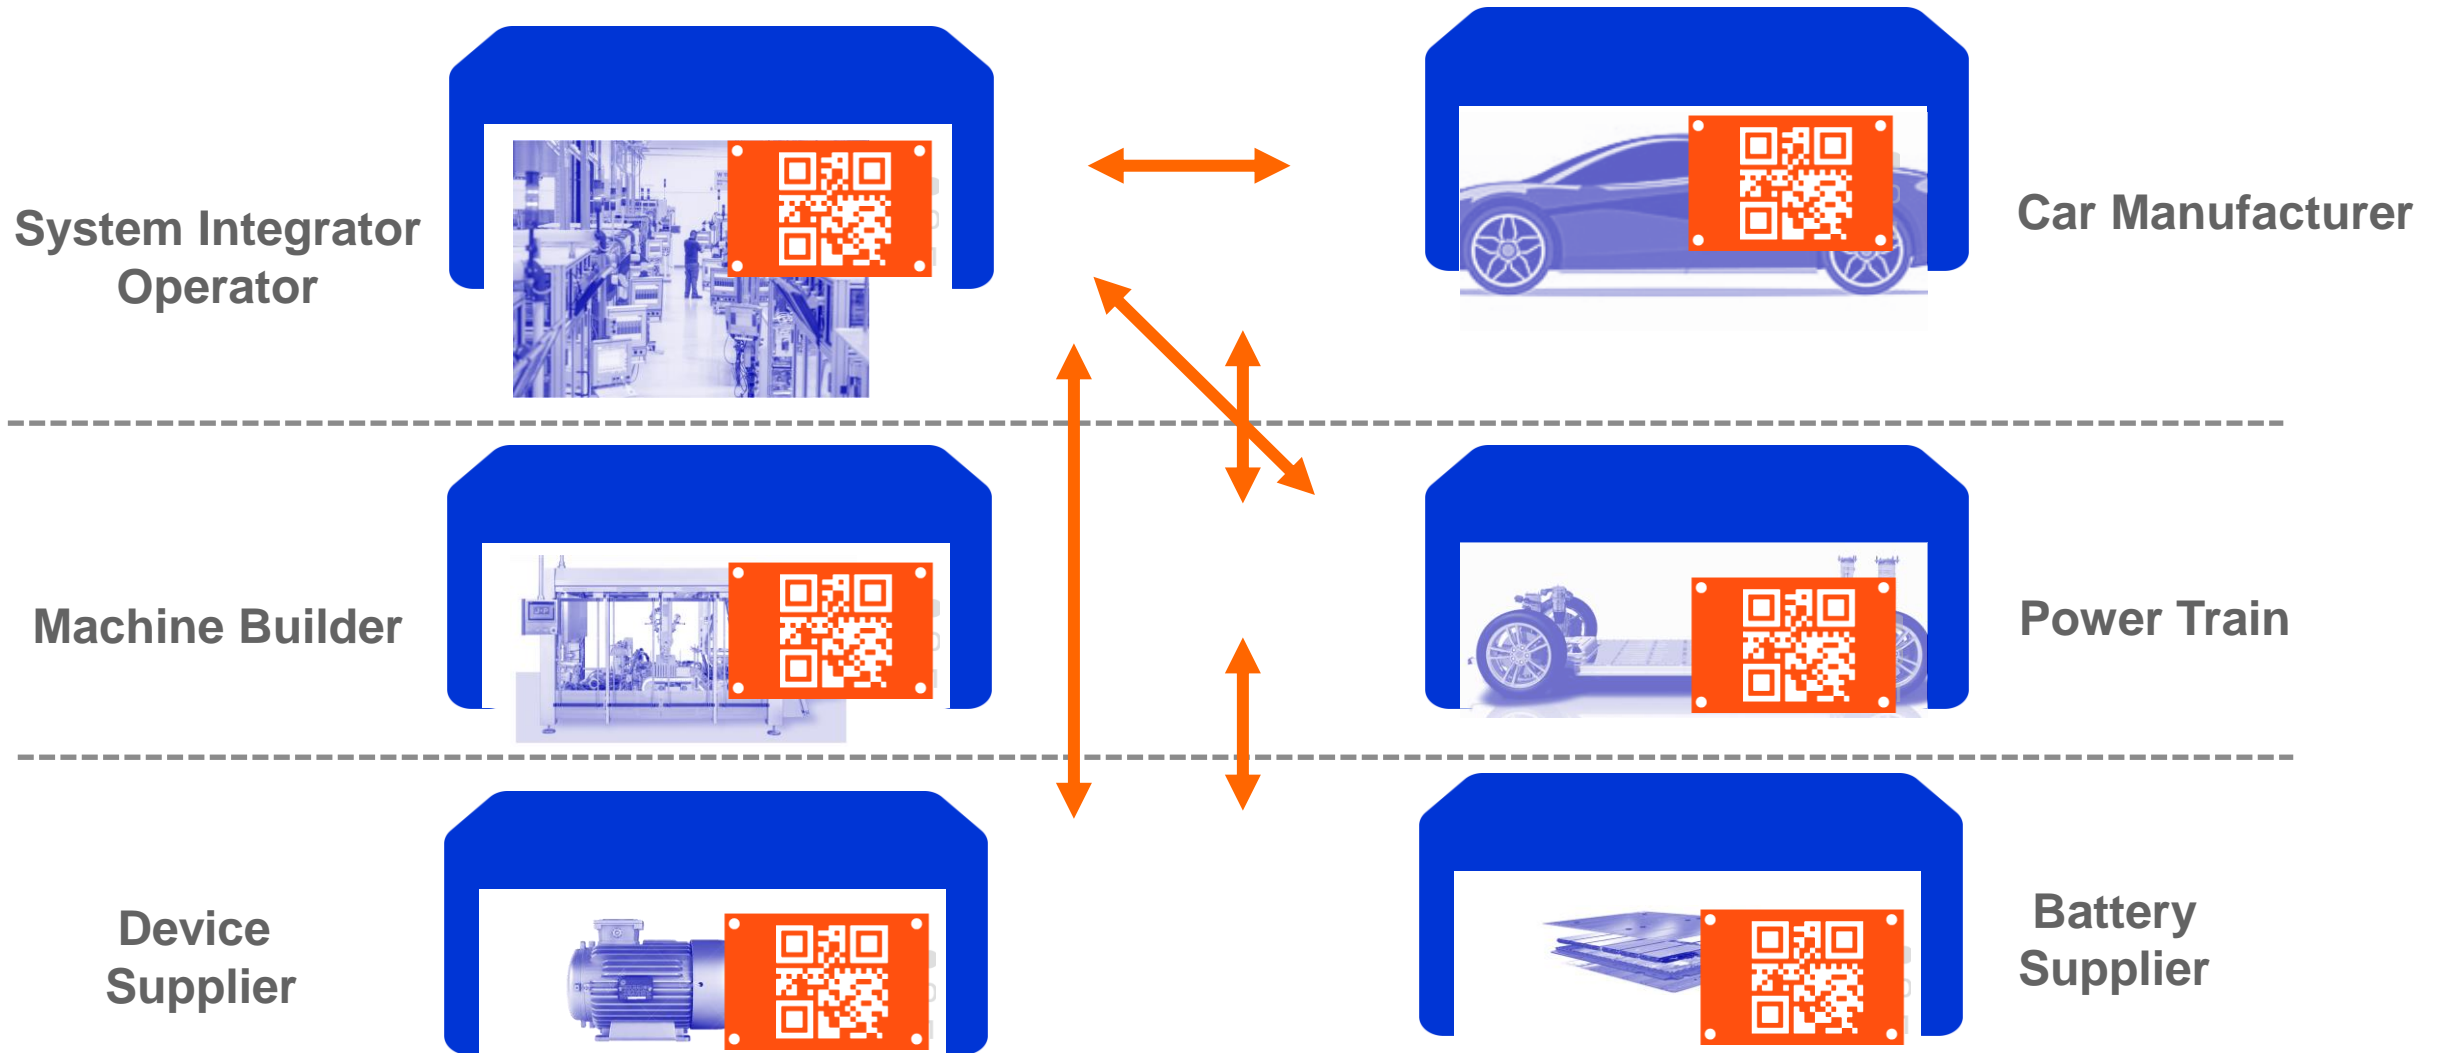 System Integrator
Operator
Car Manufacturer
Machine Builder
Power Train
Device
Supplier
Battery
Supplier